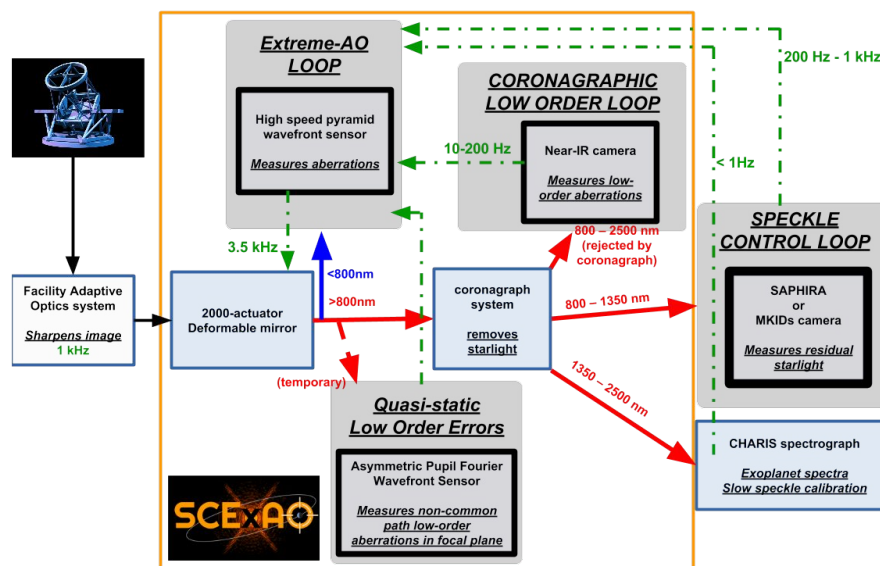 Extreme-AO
LOOP
High speed pyramid
wavefront sensor
Measures aberrations
CORONAGRAPHIC
LOW ORDER LOOP
Near-IR camera
Measures low-
order aberrations
200 Hz - 1 kHz
10-200 Hz
< 1Hz
3.5 kHz
<800nm
>800nm
800 – 2500 nm
(rejected by
coronagraph)
SPECKLE
CONTROL LOOP
SAPHIRA
or
MKIDs camera
Measures residual
starlight
Facility Adaptive
Optics system
Sharpens image
1 kHz
2000-actuator
Deformable mirror
coronagraph
system
removes
starlight
800 – 1350 nm
1350 – 2500 nm
(temporary)
Quasi-static
Low Order Errors
Asymmetric Pupil Fourier
Wavefront Sensor
Measures non-common
path low-order
aberrations in focal plane
CHARIS spectrograph
Exoplanet spectra
Slow speckle calibration
SCExAO